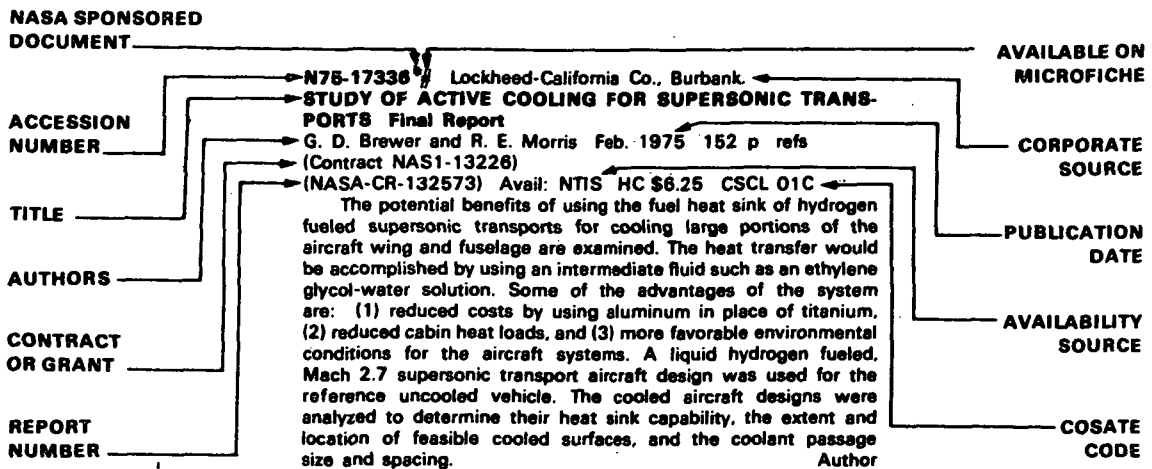 NASA SPONSORED
DOCUMENT
AVAILABLE ON
MICROFICHE
N75-17336*# Lockheed-California Co., Burbank.
STUDY OF ACTIVE COOLING FOR SUPERSONIC TRANS-
PORTS Final Report
ACCESSION
NUMBER
G. D. Brewer and R. E. Morris Feb. 1975 152 p refs
CORPORATE
SOURCE
(Contract NAS1-13226)
(NASA-CR-132573) Avail: NTIS HC $6.25 CSCL 01C
TITLE
The potential benefits of using the fuel heat sink of hydrogen
fueled supersonic transports for cooling large portions of the
aircraft wing and fuselage are examined. The heat transfer would
be accomplished by using an intermediate fluid such as an ethylene
glycol-water solution. Some of the advantages of the system
are: (1) reduced costs by using aluminum in place of titanium,
(2) reduced cabin heat loads, and (3) more favorable environmental
conditions for the aircraft systems. A liquid hydrogen fueled,
Mach 2.7 supersonic transport aircraft design was used for the
reference uncooled vehicle. The cooled aircraft designs were
analyzed to determine their heat sink capability, the extent and
location of feasible cooled surfaces, and the coolant passage
size and spacing. Author
PUBLICATION
DATE
AUTHORS
AVAILABILITY
SOURCE
CONTRACT
OR GRANT
REPORT
NUMBER
COSATE
CODE